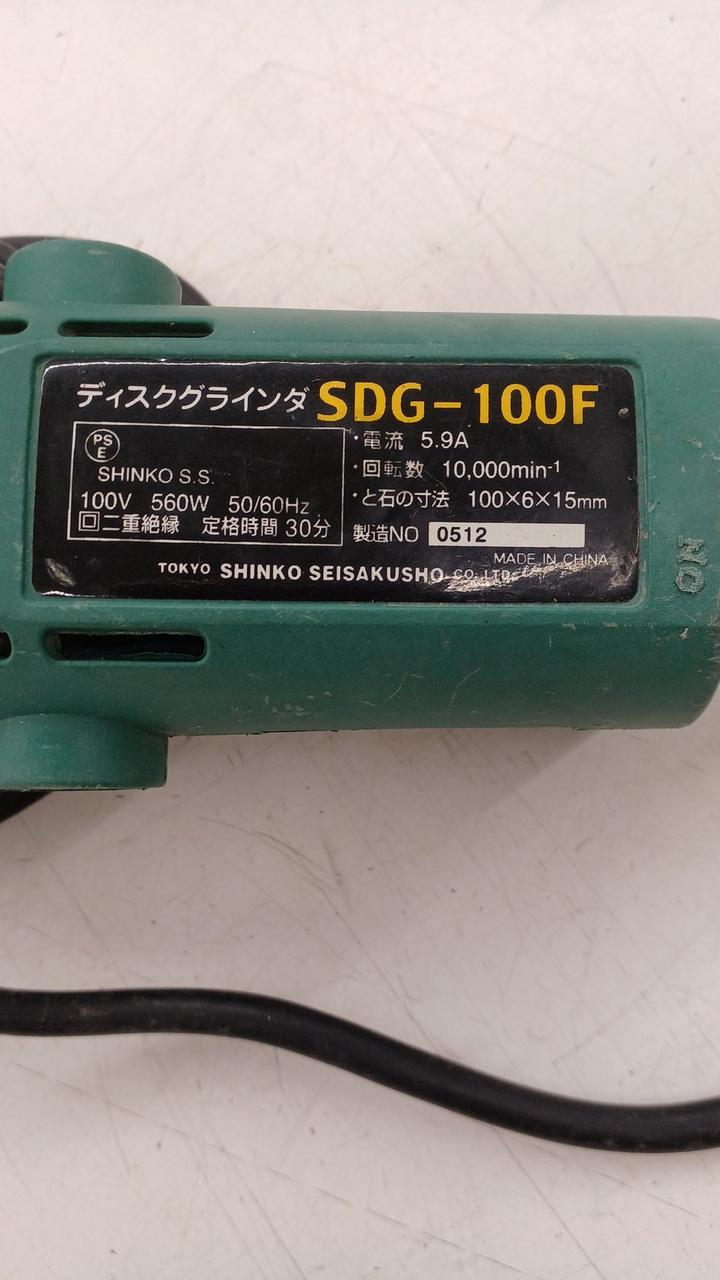 ディスクグラインダ SDG-100F
PS
E
SHINKO S.S.
100V 560W 50/60Hz
回二重絶縁 定格時間 30分
・電流 5.9A
・回転数 10,000min⁻¹
・と石の寸法 100×6×15mm
製造NO 0512
MADE IN CHINA
TOKYO SHINKO SEISAKUSHO CO.,LTD.
NO